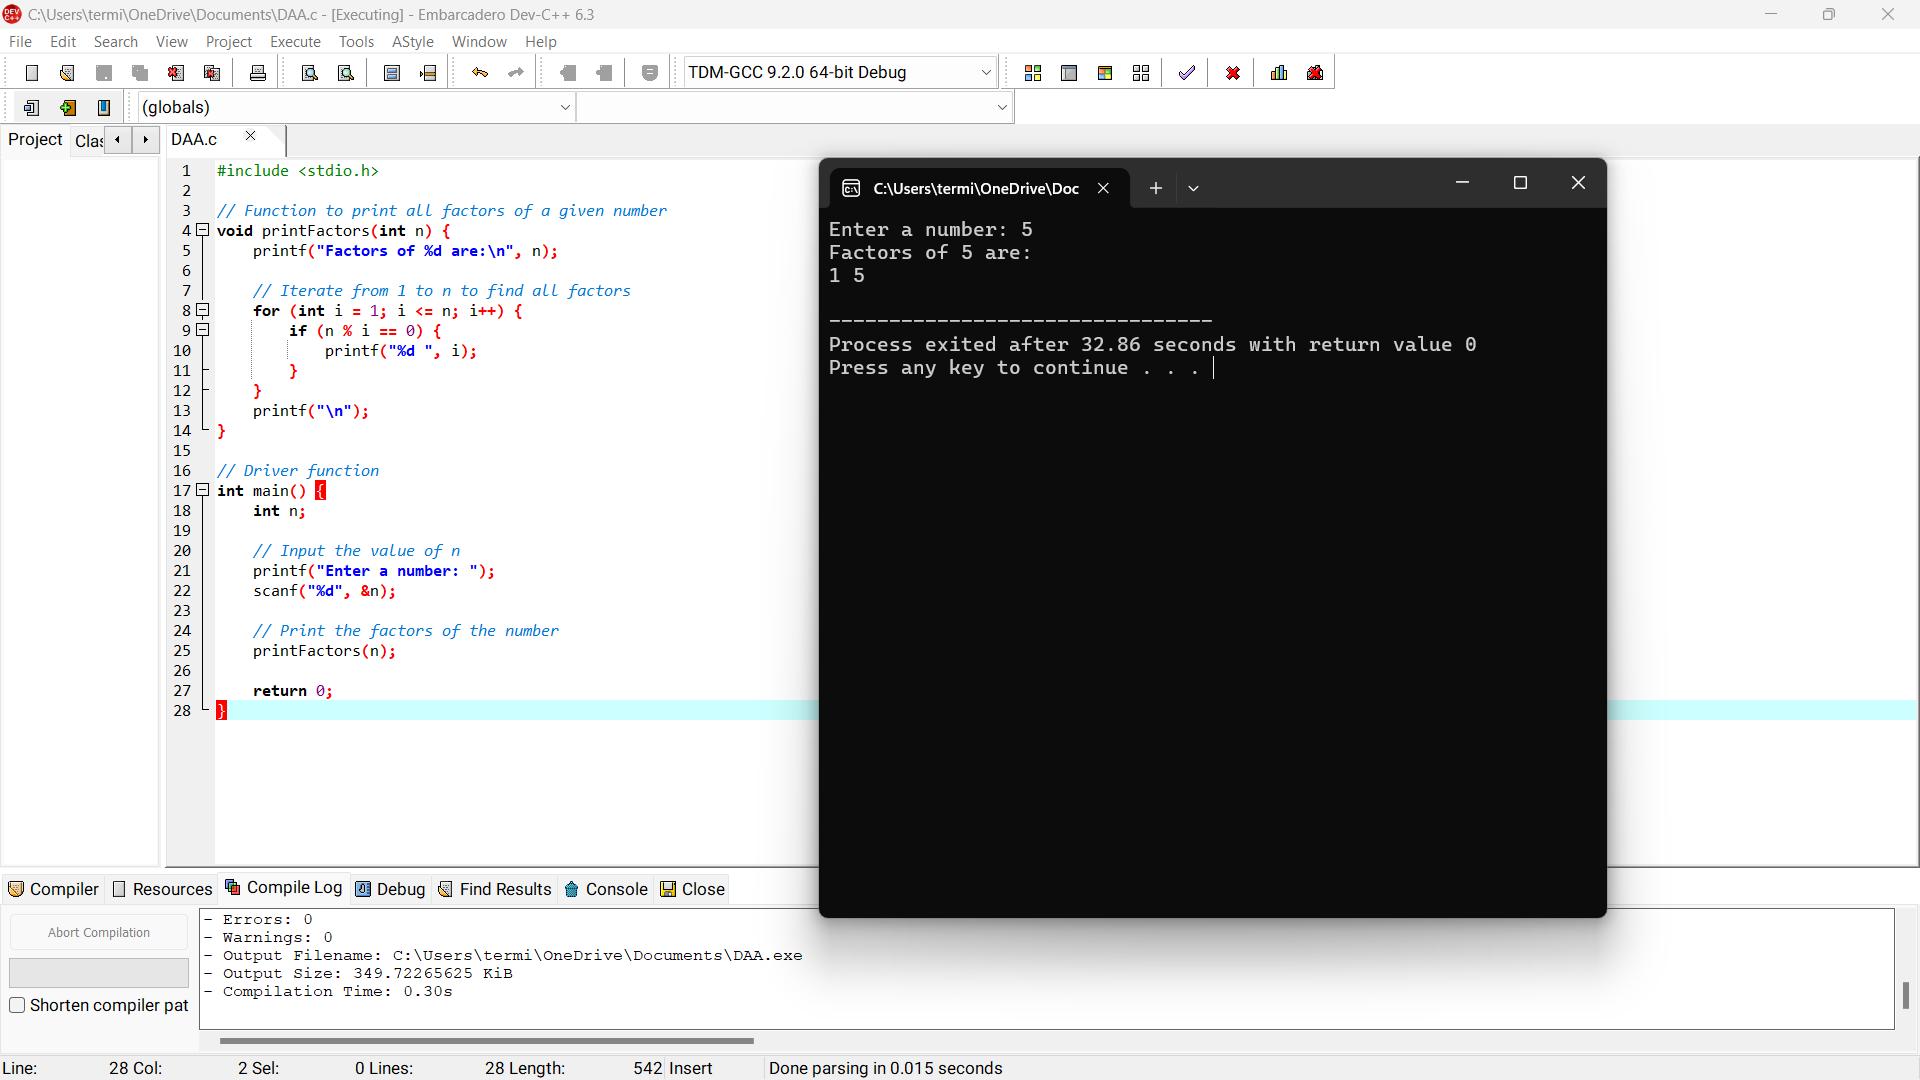 C:\Users\termi\OneDrive\Documents\DAA.c - [Executing] - Embarcadero Dev-C++ 6.3
File Edit Search View Project Execute Tools AStyle Window Help
TDM-GCC 9.2.0 64-bit Debug
(globals)
Project Clas DAA.c
1 #include <stdio.h>
2
3 // Function to print all factors of a given number
4 void printFactors(int n) {
5     printf("Factors of %d are:\n", n);
6
7     // Iterate from 1 to n to find all factors
8     for (int i = 1; i <= n; i++) {
9         if (n % i == 0) {
10             printf("%d ", i);
11         }
12     }
13     printf("\n");
14 }
15
16 // Driver function
17 int main() {
18     int n;
19
20     // Input the value of n
21     printf("Enter a number: ");
22     scanf("%d", &n);
23
24     // Print the factors of the number
25     printFactors(n);
26
27     return 0;
28 }
C:\Users\termi\OneDrive\Doc
Enter a number: 5
Factors of 5 are:
1 5
--------------------------------
Process exited after 32.86 seconds with return value 0
Press any key to continue . . .
Compiler Resources Compile Log Debug Find Results Console Close
Abort Compilation
Shorten compiler pat
- Errors: 0
- Warnings: 0
- Output Filename: C:\Users\termi\OneDrive\Documents\DAA.exe
- Output Size: 349.72265625 KiB
- Compilation Time: 0.30s
Line: 28 Col: 2 Sel: 0 Lines: 28 Length: 542 Insert Done parsing in 0.015 seconds